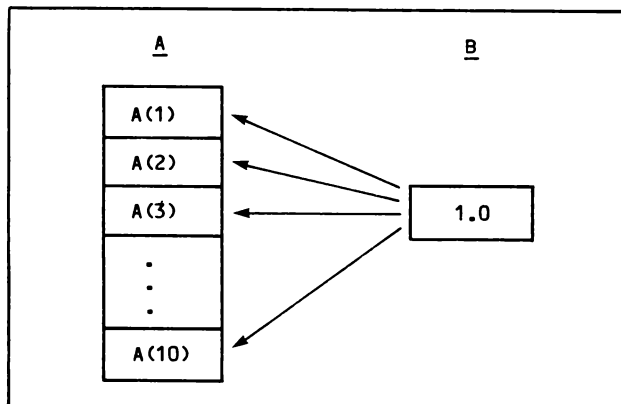 A B
A(1)
A(2)
A(3) 1.0
.
.
.
A(10)